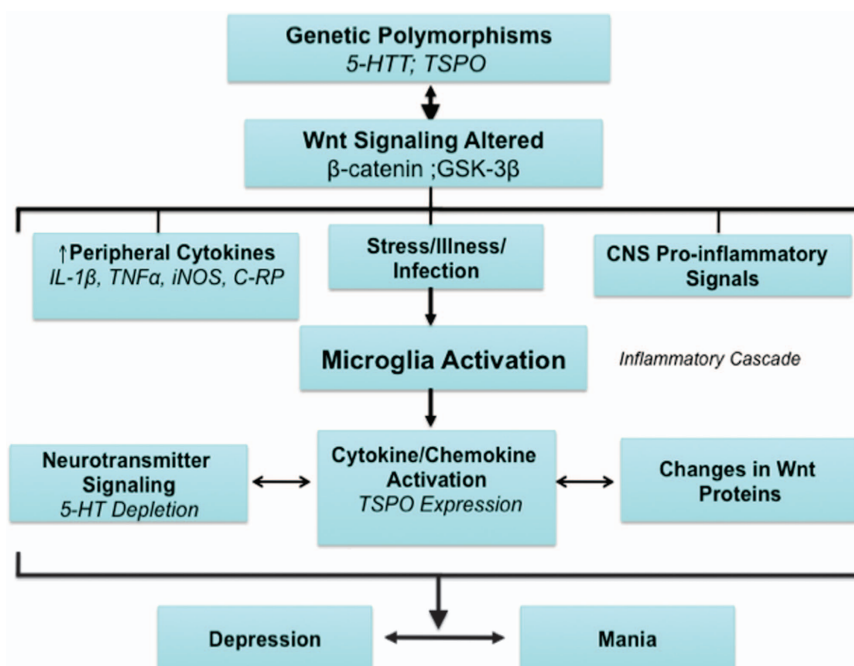 Genetic Polymorphisms
5-HTT; TSPO
Wnt Signaling Altered
β-catenin ;GSK-3β
↑Peripheral Cytokines
IL-1β, TNFα, iNOS, C-RP
Stress/Illness/
Infection
CNS Pro-inflammatory
Signals
Microglia Activation
Inflammatory Cascade
Neurotransmitter
Signaling
5-HT Depletion
Cytokine/Chemokine
Activation
TSPO Expression
Changes in Wnt
Proteins
Depression
Mania